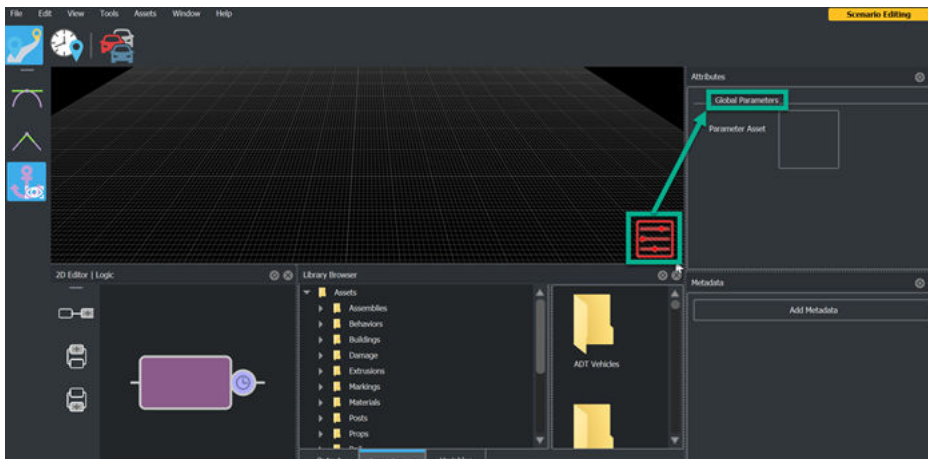 File Edit View Tools Assets Window Help
Scenario Editing
Attributes
Global Parameters
Parameter Asset
2D Editor | Logic
Library Browser
Assets
Assemblies
Behaviors
Buildings
Damage
Extrusions
Markings
Materials
Posts
Props
ADT Vehicles
Metadata
Add Metadata